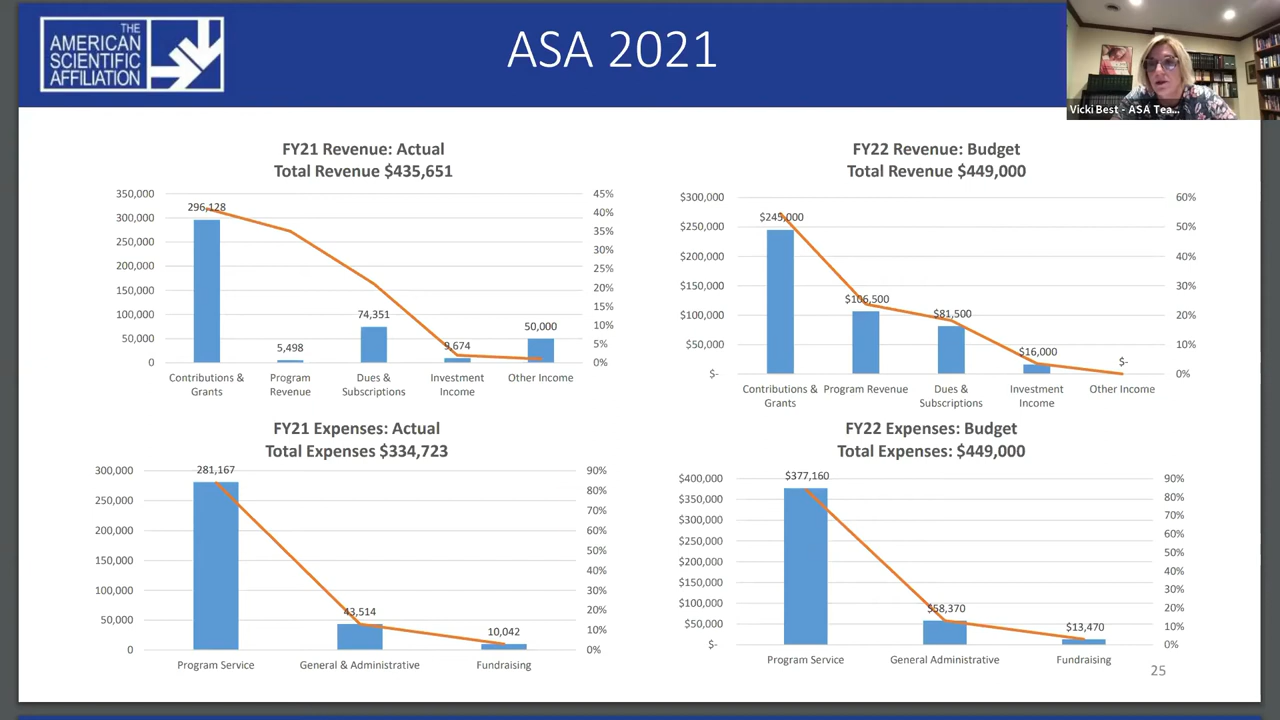 THE
AMERICAN
SCIENTIFIC
AFFILIATION
ASA 2021
Vicki Best - ASA Tea...
FY21 Revenue: Actual
Total Revenue $435,651
350,000
300,000
250,000
200,000
150,000
100,000
50,000
0
296,128
5,498
74,351
9,674
50,000
45%
40%
35%
30%
25%
20%
15%
10%
5%
0%
Contributions &
Grants
Program
Revenue
Dues &
Subscriptions
Investment
Income
Other Income
FY22 Revenue: Budget
Total Revenue $449,000
$300,000
$250,000
$200,000
$150,000
$100,000
$50,000
$-
$245,000
$106,500
$81,500
$16,000
$-
60%
50%
40%
30%
20%
10%
0%
Contributions &
Grants
Program Revenue
Dues &
Subscriptions
Investment
Income
Other Income
FY21 Expenses: Actual
Total Expenses $334,723
300,000
250,000
200,000
150,000
100,000
50,000
0
281,167
43,514
10,042
90%
80%
70%
60%
50%
40%
30%
20%
10%
0%
Program Service
General & Administrative
Fundraising
FY22 Expenses: Budget
Total Expenses: $449,000
$400,000
$350,000
$300,000
$250,000
$200,000
$150,000
$100,000
$50,000
$-
$377,160
$58,370
$13,470
90%
80%
70%
60%
50%
40%
30%
20%
10%
0%
Program Service
General Administrative
Fundraising
25